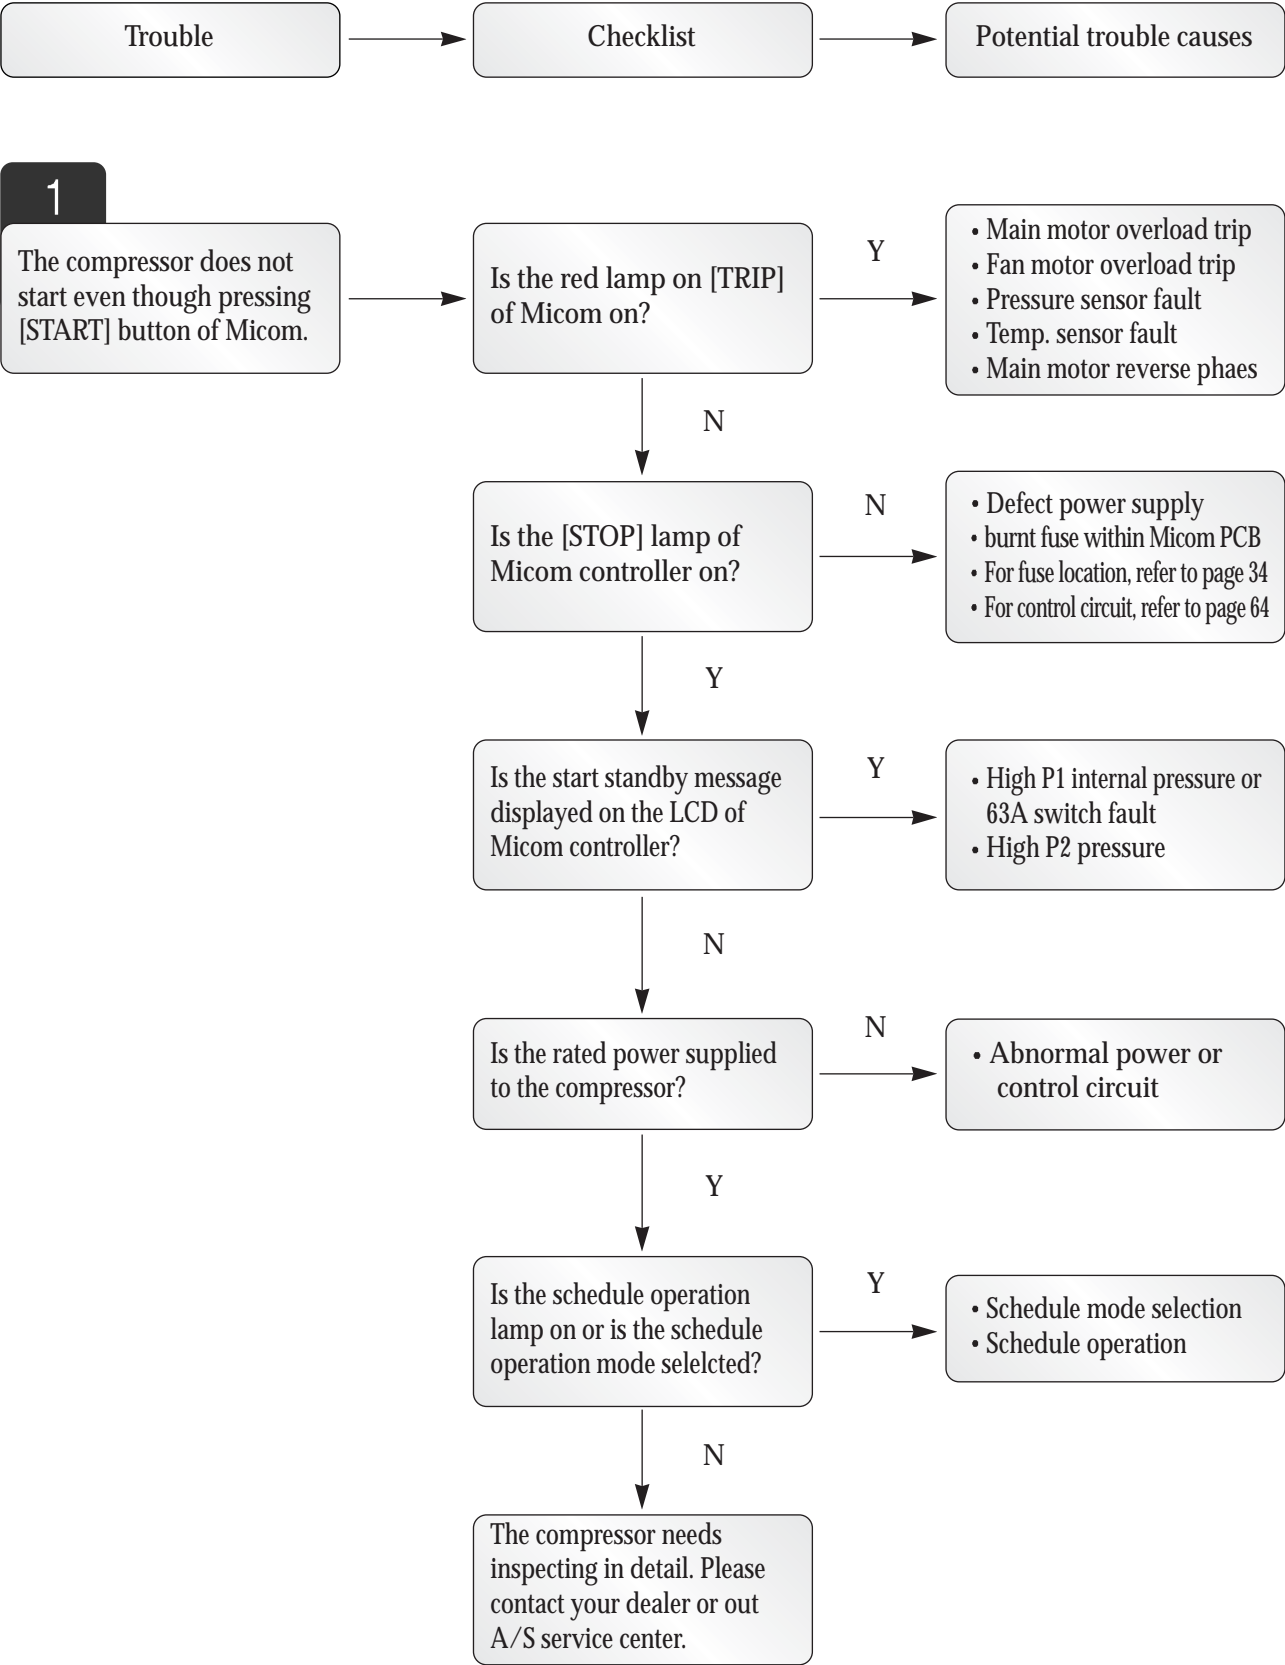 Trouble
Checklist
Potential trouble causes
1
The compressor does not
start even though pressing
[START] button of Micom.
Is the red lamp on [TRIP]
of Micom on?
Y
• Main motor overload trip
• Fan motor overload trip
• Pressure sensor fault
• Temp. sensor fault
• Main motor reverse phaes
N
Is the [STOP] lamp of
Micom controller on?
N
• Defect power supply
• burnt fuse within Micom PCB
• For fuse location, refer to page 34
• For control circuit, refer to page 64
Y
Is the start standby message
displayed on the LCD of
Micom controller?
Y
• High P1 internal pressure or
63A switch fault
• High P2 pressure
N
Is the rated power supplied
to the compressor?
N
• Abnormal power or
control circuit
Y
Is the schedule operation
lamp on or is the schedule
operation mode selelcted?
Y
• Schedule mode selection
• Schedule operation
N
The compressor needs
inspecting in detail. Please
contact your dealer or out
A/S service center.